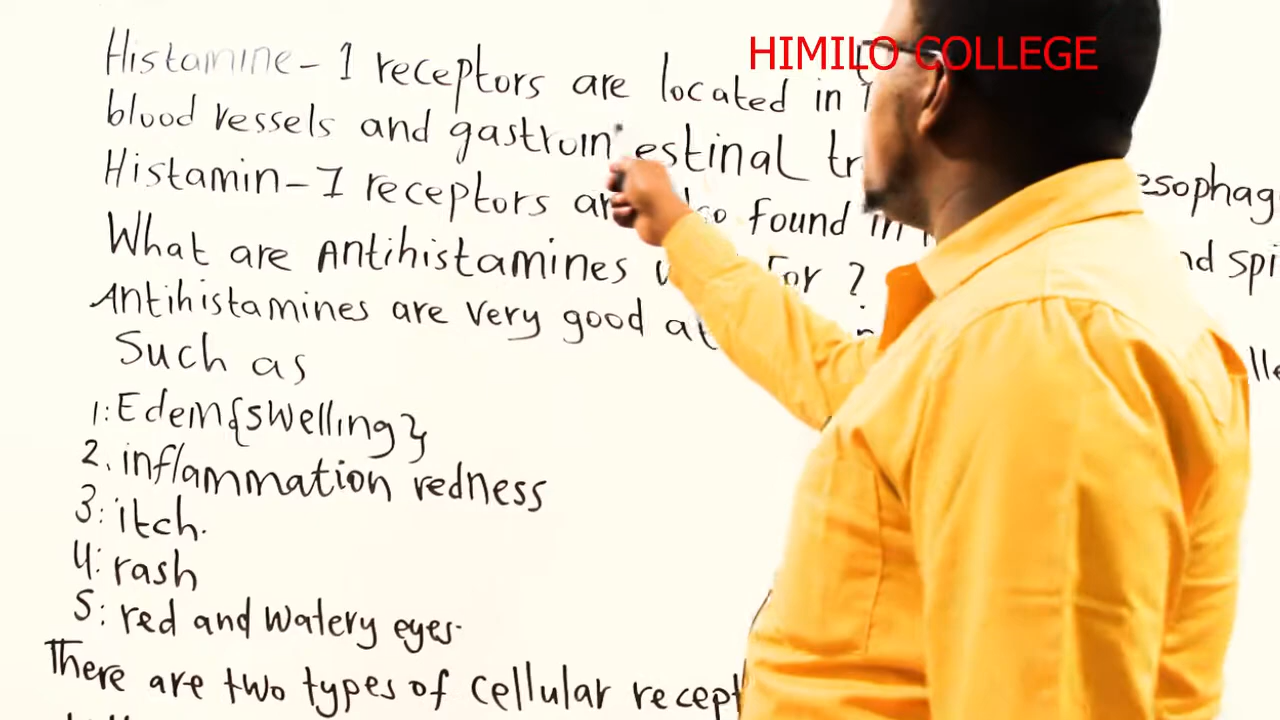 HIMILO COLLEGE
Histamine-1 receptors are located in
blood vessels and gastroin estinal tr esophag
Histamin-1 receptors are also found in nd spi
What are Antihistamines for ?
Antihistamines are very good at
Such as
1: Edem{swelling}
2. inflammation redness
3: itch.
4: rash
5: red and watery eyes.
There are two types of cellular recept